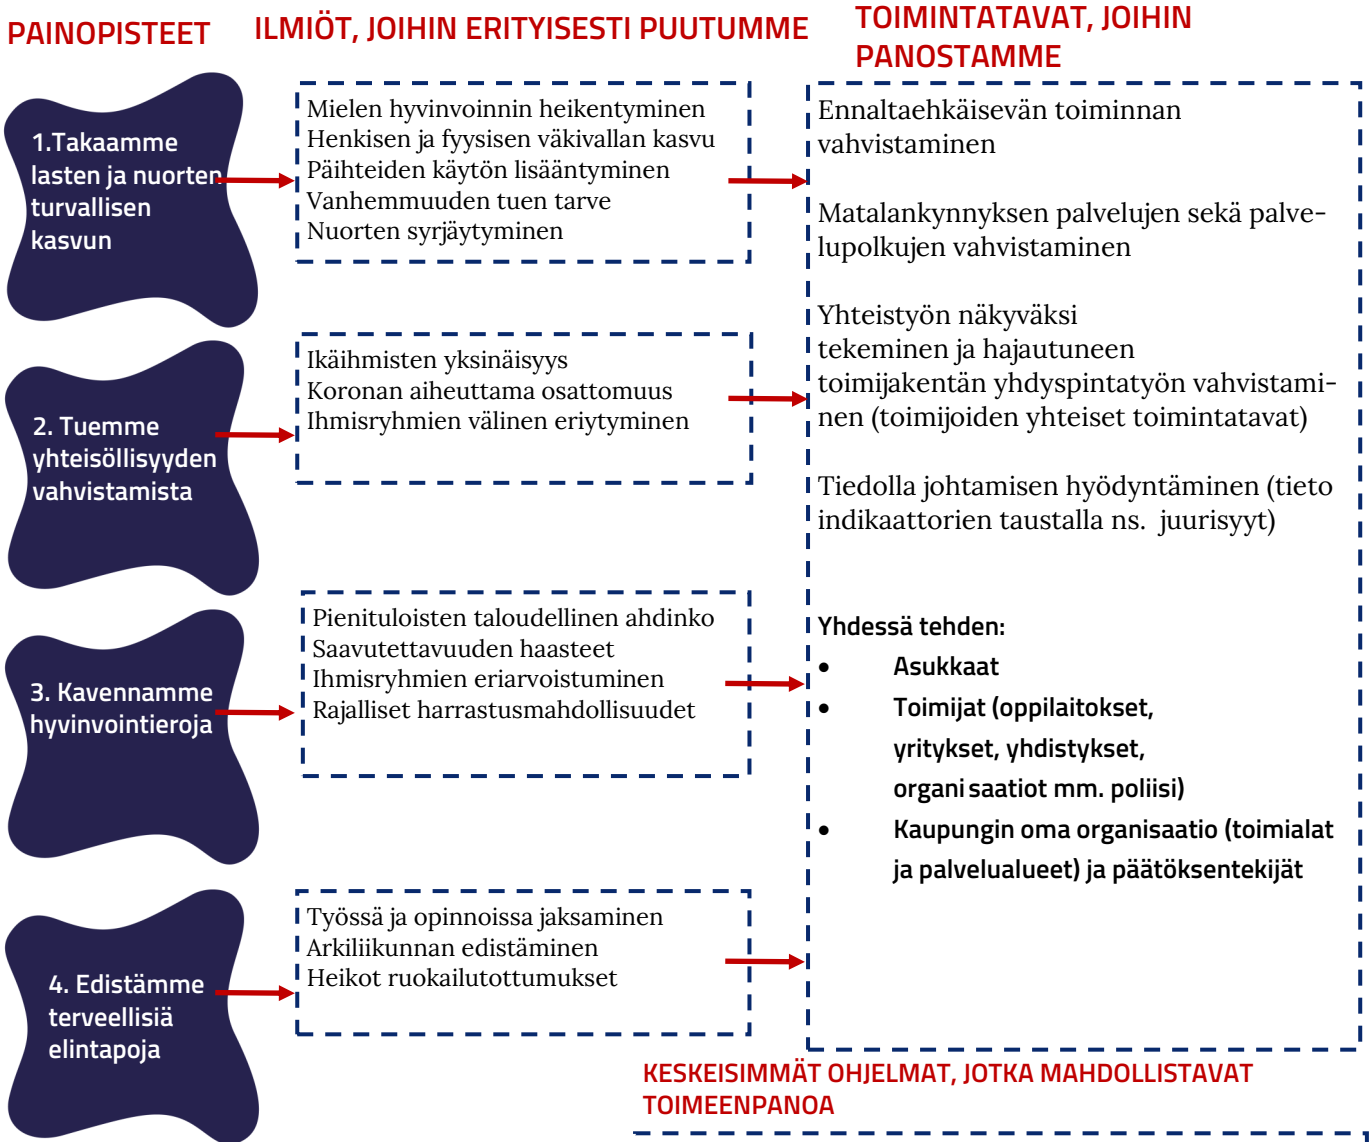 PAINOPISTEET
ILMIÖT, JOIHIN ERITYISESTI PUUTUMME
TOIMINTATAVAT, JOIHIN
PANOSTAMME
1.Takaamme
lasten ja nuorten
turvallisen
kasvun
Mielen hyvinvoinnin heikentyminen
Henkisen ja fyysisen väkivallan kasvu
Päihteiden käytön lisääntyminen
Vanhemmuuden tuen tarve
Nuorten syrjäytyminen
2. Tuemme
yhteisöllisyyden
vahvistamista
Ikäihmisten yksinäisyys
Koronan aiheuttama osattomuus
Ihmisryhmien välinen eriytyminen
3. Kavennamme
hyvinvointieroja
Pienituloisten taloudellinen ahdinko
Saavutettavuuden haasteet
Ihmisryhmien eriarvoistuminen
Rajalliset harrastusmahdollisuudet
4. Edistämme
terveellisiä
elintapoja
Työssä ja opinnoissa jaksaminen
Arkiliikunnan edistäminen
Heikot ruokailutottumukset
Ennaltaehkäisevän toiminnan
vahvistaminen
Matalankynnyksen palvelujen sekä palve-
lupolkujen vahvistaminen
Yhteistyön näkyväksi
tekeminen ja hajautuneen
toimijakentän yhdyspintatyön vahvistami-
nen (toimijoiden yhteiset toimintatavat)
Tiedolla johtamisen hyödyntäminen (tieto
indikaattorien taustalla ns. juurisyyt)
Yhdessä tehden:
• Asukkaat
• Toimijat (oppilaitokset,
yritykset, yhdistykset,
organi saatiot mm. poliisi)
• Kaupungin oma organisaatio (toimialat
ja palvelualueet) ja päätöksentekijät
KESKEISIMMÄT OHJELMAT, JOTKA MAHDOLLISTAVAT
TOIMEENPANOA